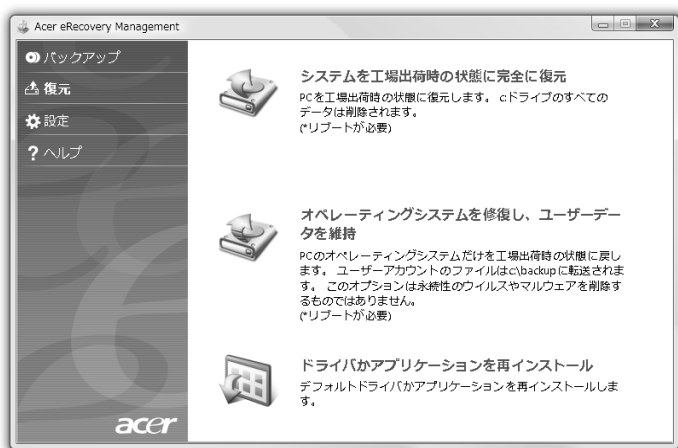 Acer eRecovery Management
バックアップ
復元
設定
? ヘルプ
システムを工場出荷時の状態に完全に復元
PCを工場出荷時の状態に復元します。 c:ドライブのすべての
データは削除されます。
(*リブートが必要)
オペレーティングシステムを修復し、ユーザーデー
タを維持
PCのオペレーティングシステムだけを工場出荷時の状態に戻し
ます。 ユーザーアカウントのファイルはc:\backupに転送されま
す。 このオプションは永続性のウイルスやマルウェアを削除す
るものではありません。
(*リブートが必要)
ドライバかアプリケーションを再インストール
デフォルトドライバかアプリケーションを再インストールしま
す。
acer